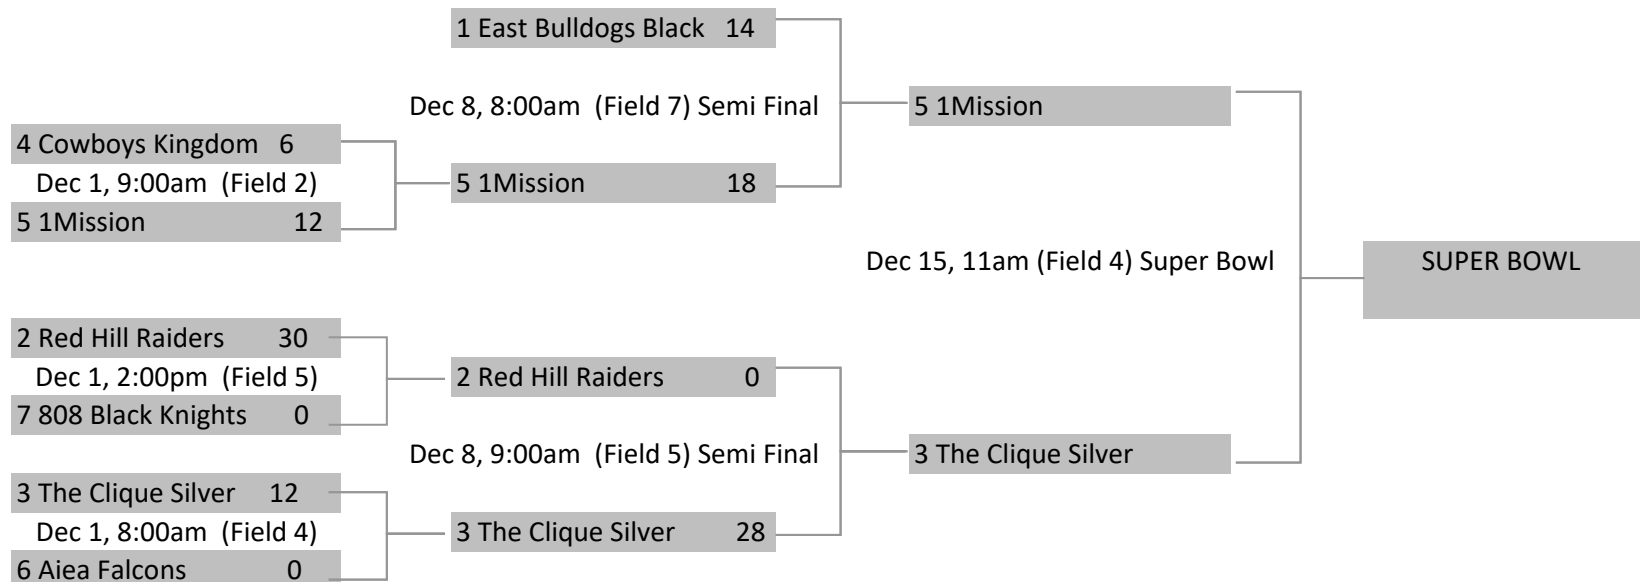 1 East Bulldogs Black 14
Dec 8, 8:00am (Field 7) Semi Final
5 1Mission
4 Cowboys Kingdom 6
Dec 1, 9:00am (Field 2)
5 1Mission 18
5 1Mission 12
Dec 15, 11am (Field 4) Super Bowl
SUPER BOWL
2 Red Hill Raiders 30
Dec 1, 2:00pm (Field 5)
2 Red Hill Raiders 0
7 808 Black Knights 0
Dec 8, 9:00am (Field 5) Semi Final
3 The Clique Silver
3 The Clique Silver 12
Dec 1, 8:00am (Field 4)
3 The Clique Silver 28
6 Aiea Falcons 0